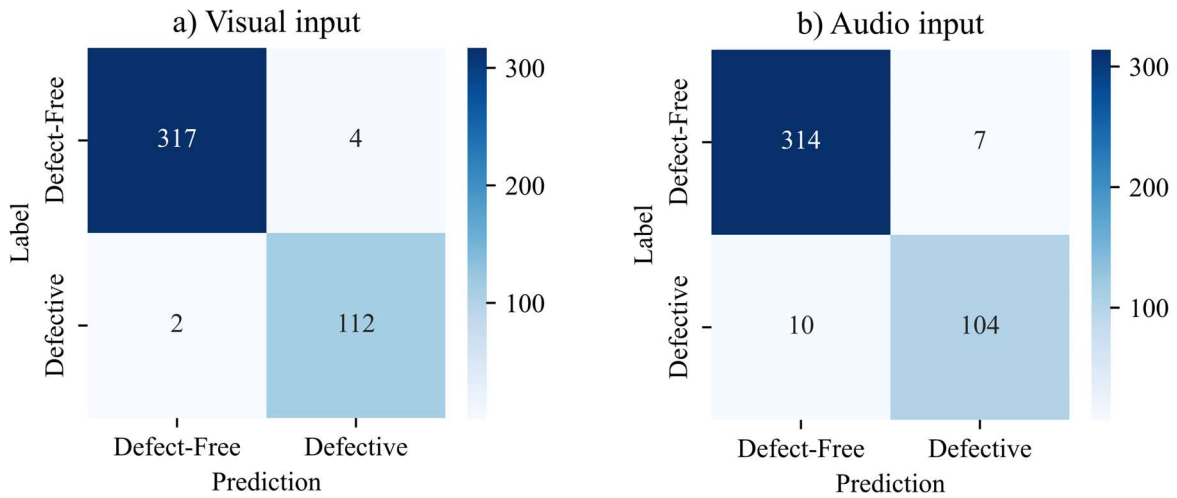 a) Visual input
Defect-Free
Defective
Label
317
4
2
112
Defect-Free
Defective
Prediction
300
200
100
b) Audio input
Defect-Free
Defective
Label
314
7
10
104
Defect-Free
Defective
Prediction
300
200
100